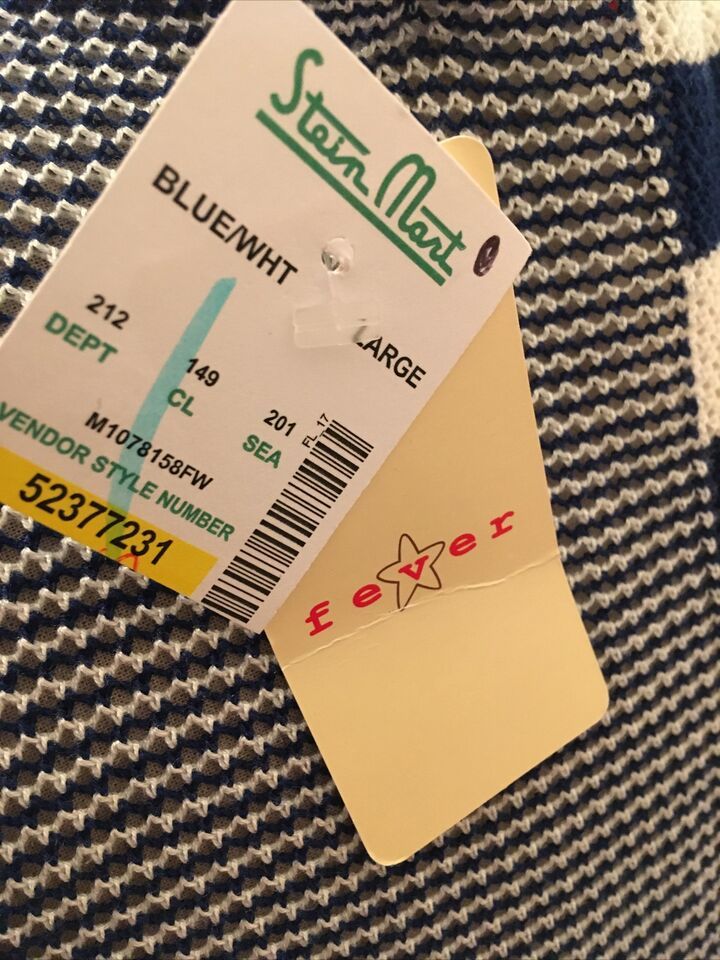 Stein Mart
BLUE/WHT
LARGE
212
DEPT
149
CL
201
SEA
FL 17
M1078158FW
VENDOR STYLE NUMBER
52377231
fever